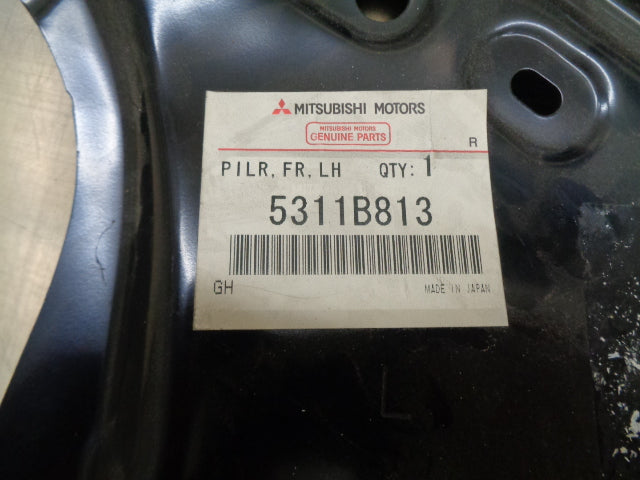 MITSUBISHI MOTORS
MITSUBISHI MOTORS
GENUINE PARTS
R
PILR, FR, LH QTY: 1
5311B813
GH MADE IN JAPAN
L